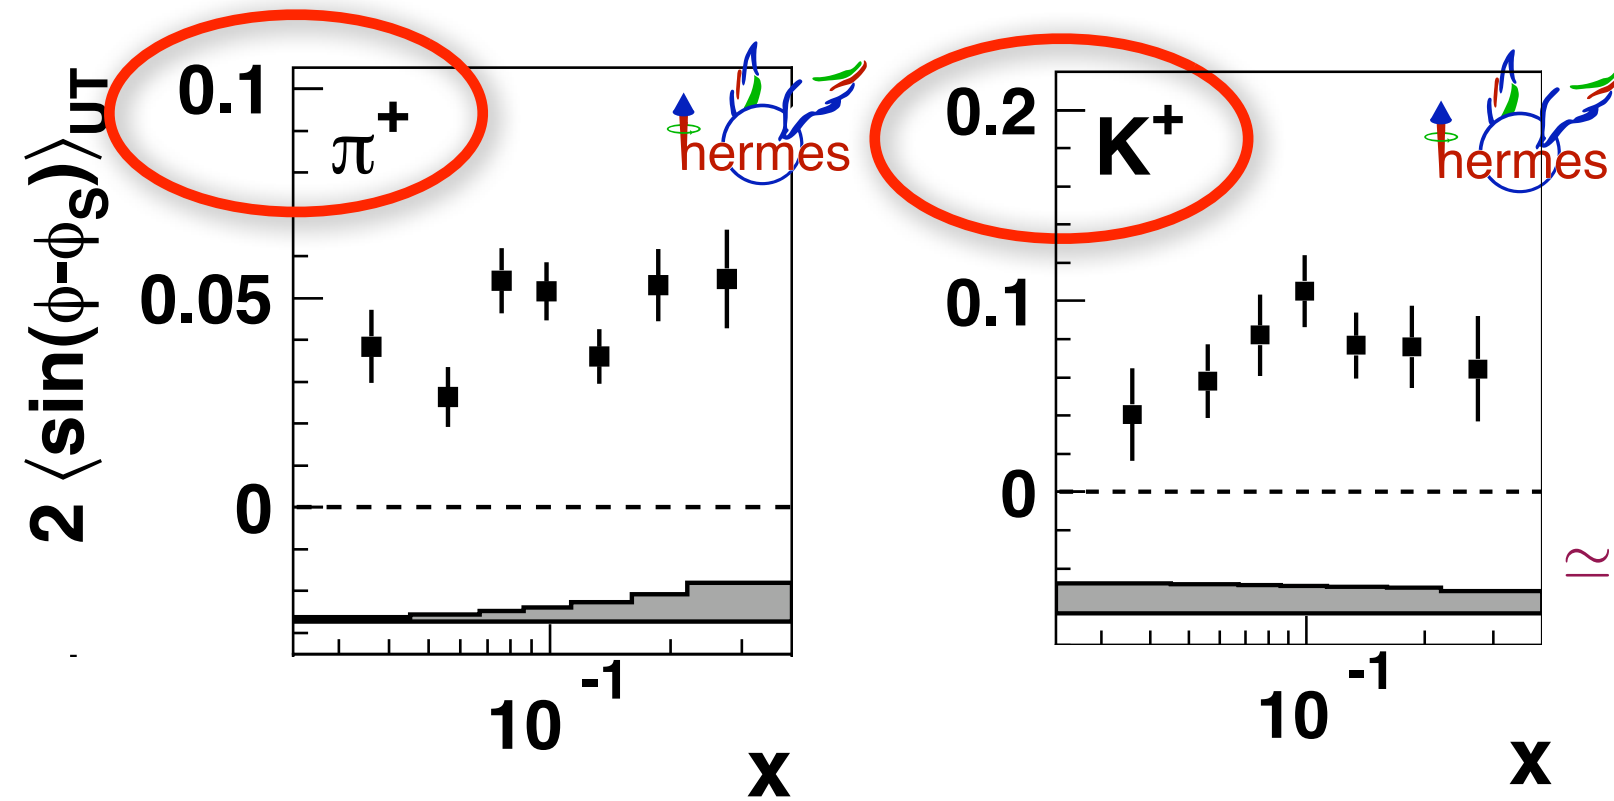 2 ⟨sin(ϕ-ϕS)⟩UT
0.1
π+
hermes
0.05
0
10-1
x
0.2
K+
hermes
0.1
0
10-1
x
≃